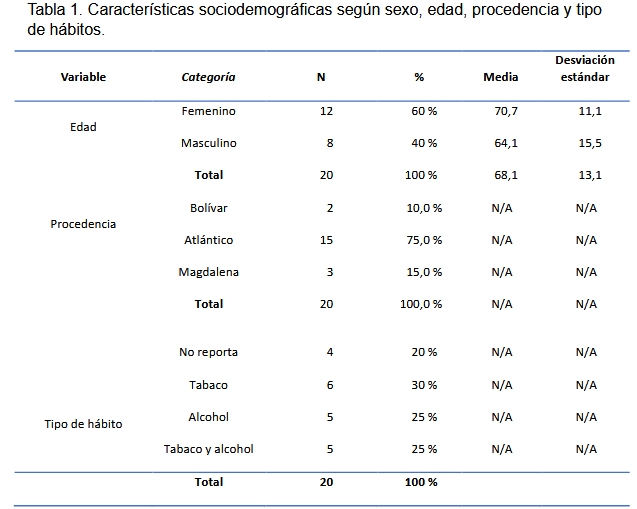 Tabla 1. Características sociodemográficas según sexo, edad, procedencia y tipo
de hábitos.
Variable Categoría N % Media Desviación estándar
Edad
Femenino 12 60 % 70,7 11,1
Masculino 8 40 % 64,1 15,5
Total 20 100 % 68,1 13,1
Procedencia
Bolívar 2 10,0 % N/A N/A
Atlántico 15 75,0 % N/A N/A
Magdalena 3 15,0 % N/A N/A
Total 20 100,0 % N/A N/A
Tipo de hábito
No reporta 4 20 % N/A N/A
Tabaco 6 30 % N/A N/A
Alcohol 5 25 % N/A N/A
Tabaco y alcohol 5 25 % N/A N/A
Total 20 100 %